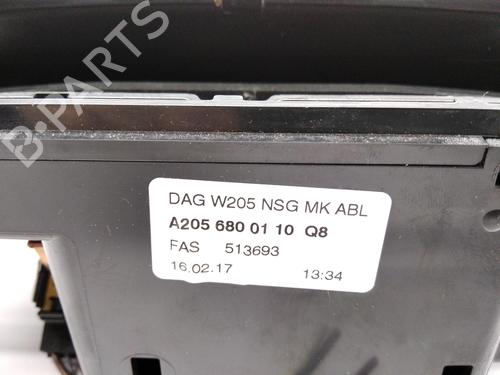 B-PARTS
DAG W205 NSG MK ABL
A205 680 01 10 Q8
FAS 513693
16.02.17 13:34